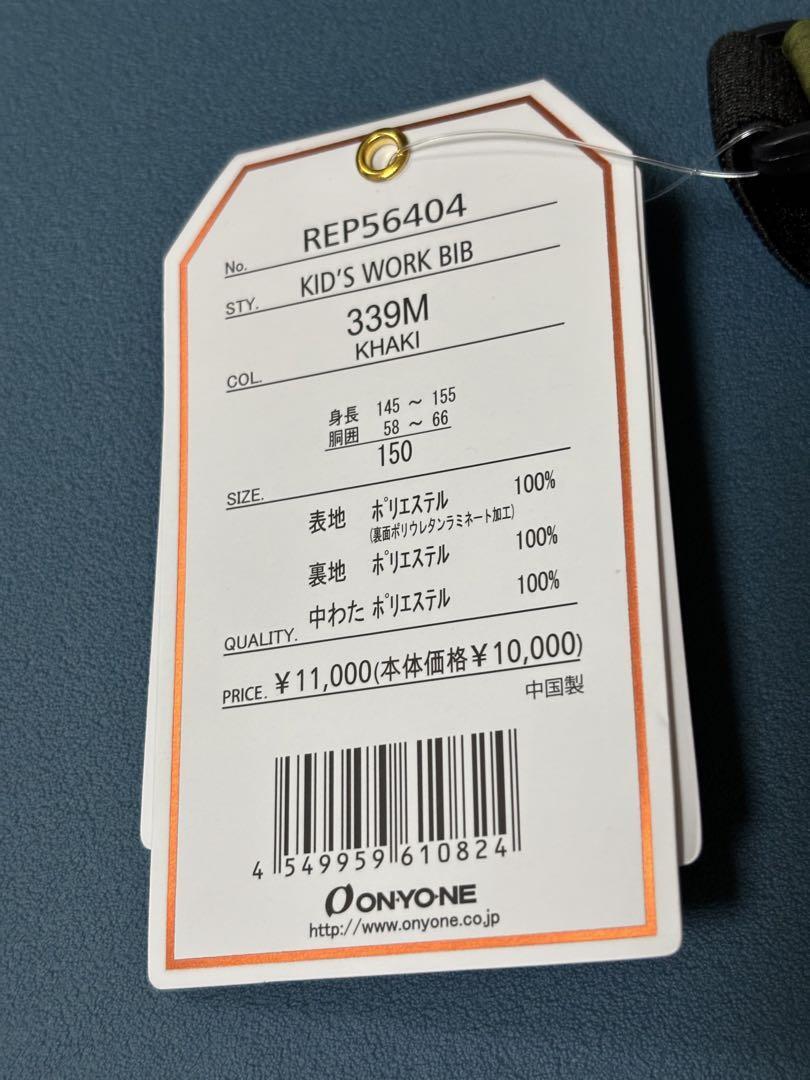 No. REP56404
STY. KID'S WORK BIB
339M
COL. KHAKI
身長 145 ～ 155
胴囲 58 ～ 66
SIZE. 150
表地 ポリエステル 100%
(裏面ポリウレタンラミネート加工)
裏地 ポリエステル 100%
中わた ポリエステル 100%
QUALITY.
PRICE. ¥11,000(本体価格¥10,000)
中国製
4 549959 610824
ON•YO•NE
http://www.onyone.co.jp